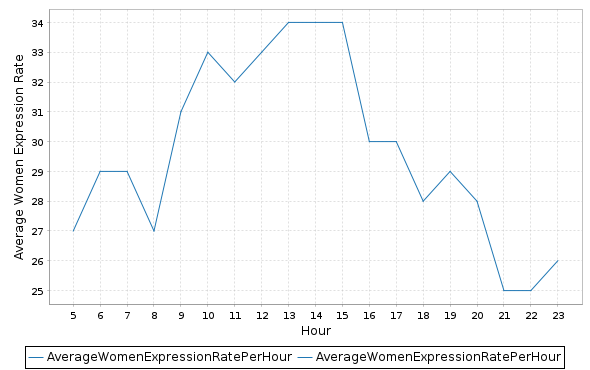 34
33
32
31
30
29
28
27
26
25
Average Women Expression Rate
5 6 7 8 9 10 11 12 13 14 15 16 17 18 19 20 21 22 23
Hour
AverageWomenExpressionRatePerHour AverageWomenExpressionRatePerHour